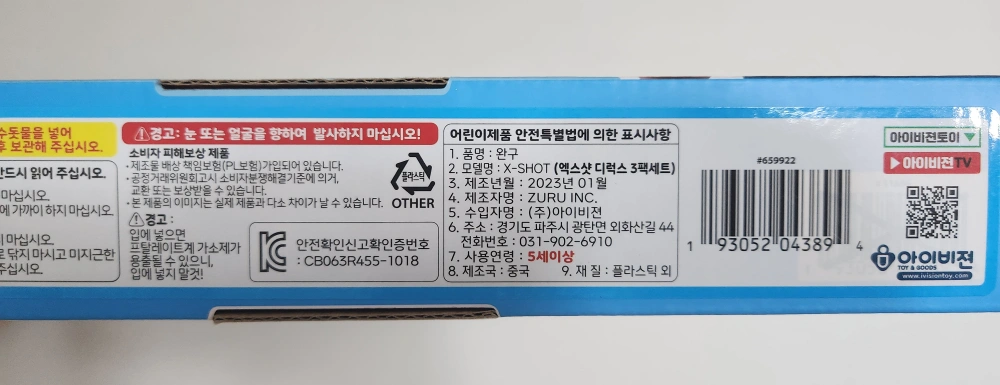 수돗물을 넣어
후 보관해 주십시오.
반드시 읽어 주십시오.
마십시오.
에 가까이 하지 마십시오.
지 마십시오.
로 닦지 마시고 미지근한
주십시오.
⚠경고: 눈 또는 얼굴을 향하여 발사하지 마십시오!
소비자 피해보상 제품
・제조물 배상 책임보험(PL보험)가입되어 있습니다.
・공정거래위원회고시 소비자분쟁해결기준에 의거,
교환 또는 보상받을 수 있습니다.
・본 제품의 이미지는 실제 제품과 다소 차이가 날 수 있습니다.
플라스틱
OTHER
⚠경고 :
입에 넣으면
프탈레이트계 가소제가
용출될 수 있으니,
입에 넣지 말것!
안전확인신고확인증번호
: CB063R455-1018
어린이제품 안전특별법에 의한 표시사항
1. 품명 : 완구
2. 모델명 : X-SHOT (엑스샷 디럭스 3팩세트)
3. 제조년월 : 2023년 01월
4. 제조자명 : ZURU INC.
5. 수입자명 : (주)아이비젼
6. 주소 : 경기도 파주시 광탄면 외화산길 44
전화번호 : 031-902-6910
7. 사용연령 : 5세이상
8. 제조국 : 중국 9. 재질 : 플라스틱 외
#659922
1 93052 04389 4
아이비젼토이
아이비젼TV
아이비젼
TOY & GOODS
www.ivisiontoy.com